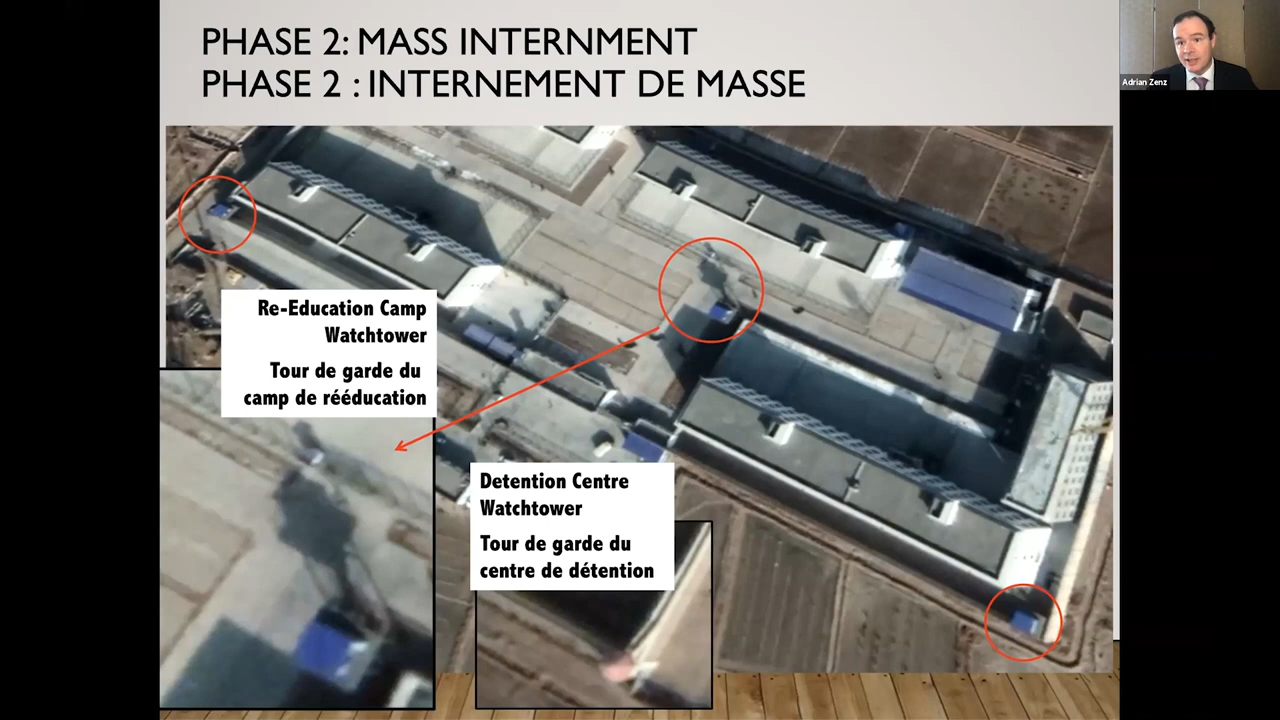 PHASE 2: MASS INTERNMENT
PHASE 2 : INTERNEMENT DE MASSE
Adrian Zenz
Re-Education Camp
Watchtower
Tour de garde du
camp de rééducation
Detention Centre
Watchtower
Tour de garde du
centre de détention